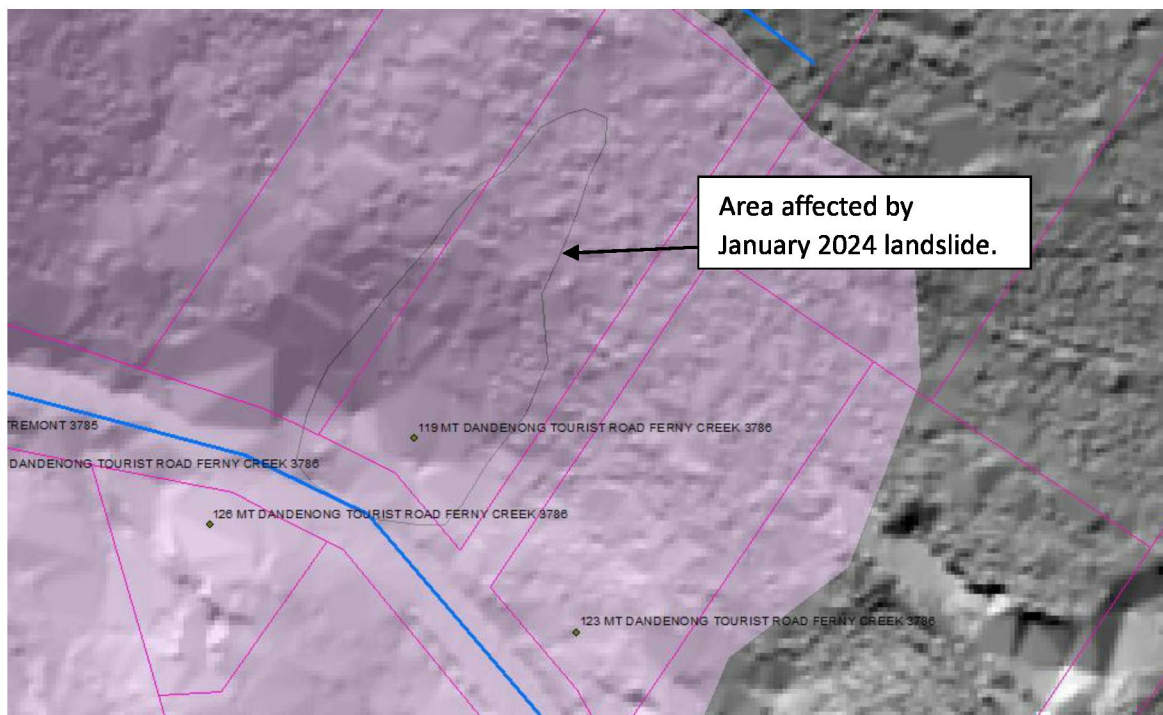 Area affected by
January 2024 landslide.
TREMONT 3785
119 MT DANDENONG TOURIST ROAD FERNY CREEK 3786
DANDENONG TOURIST ROAD FERNY CREEK 3786
126 MT DANDENONG TOURIST ROAD FERNY CREEK 3786
123 MT DANDENONG TOURIST ROAD FERNY CREEK 3786